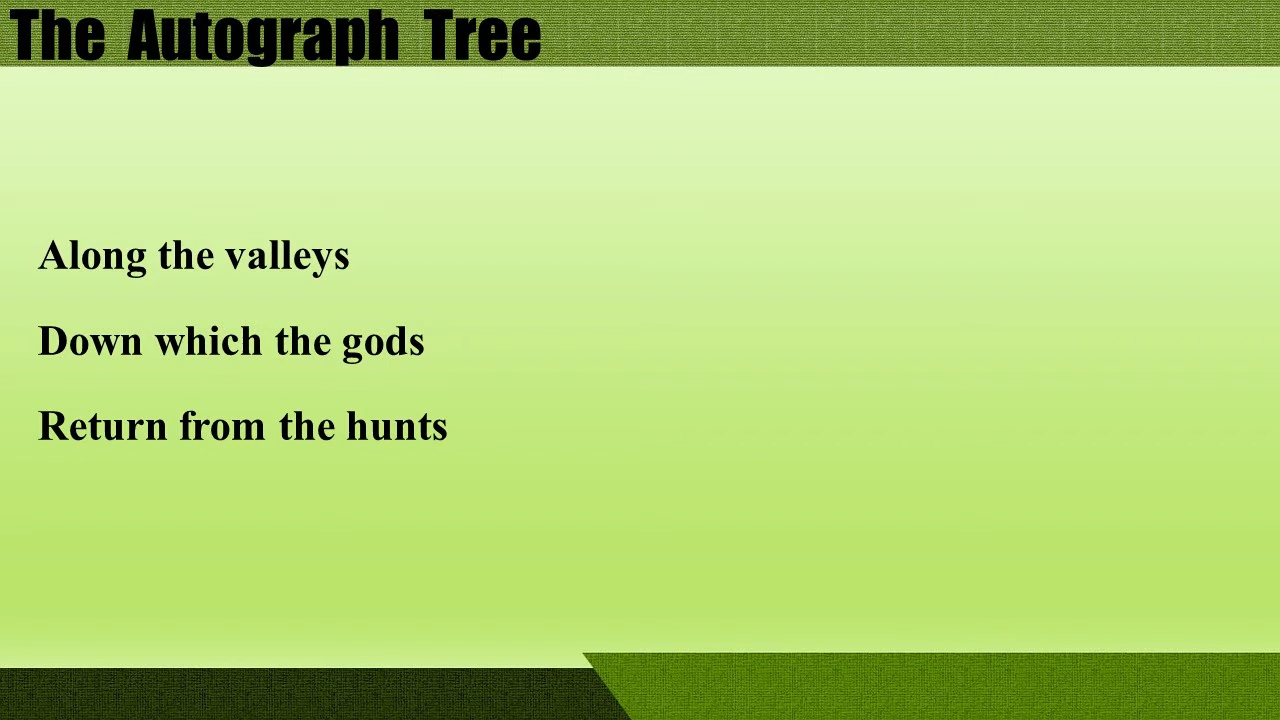 The Autograph Tree
Along the valleys
Down which the gods
Return from the hunts